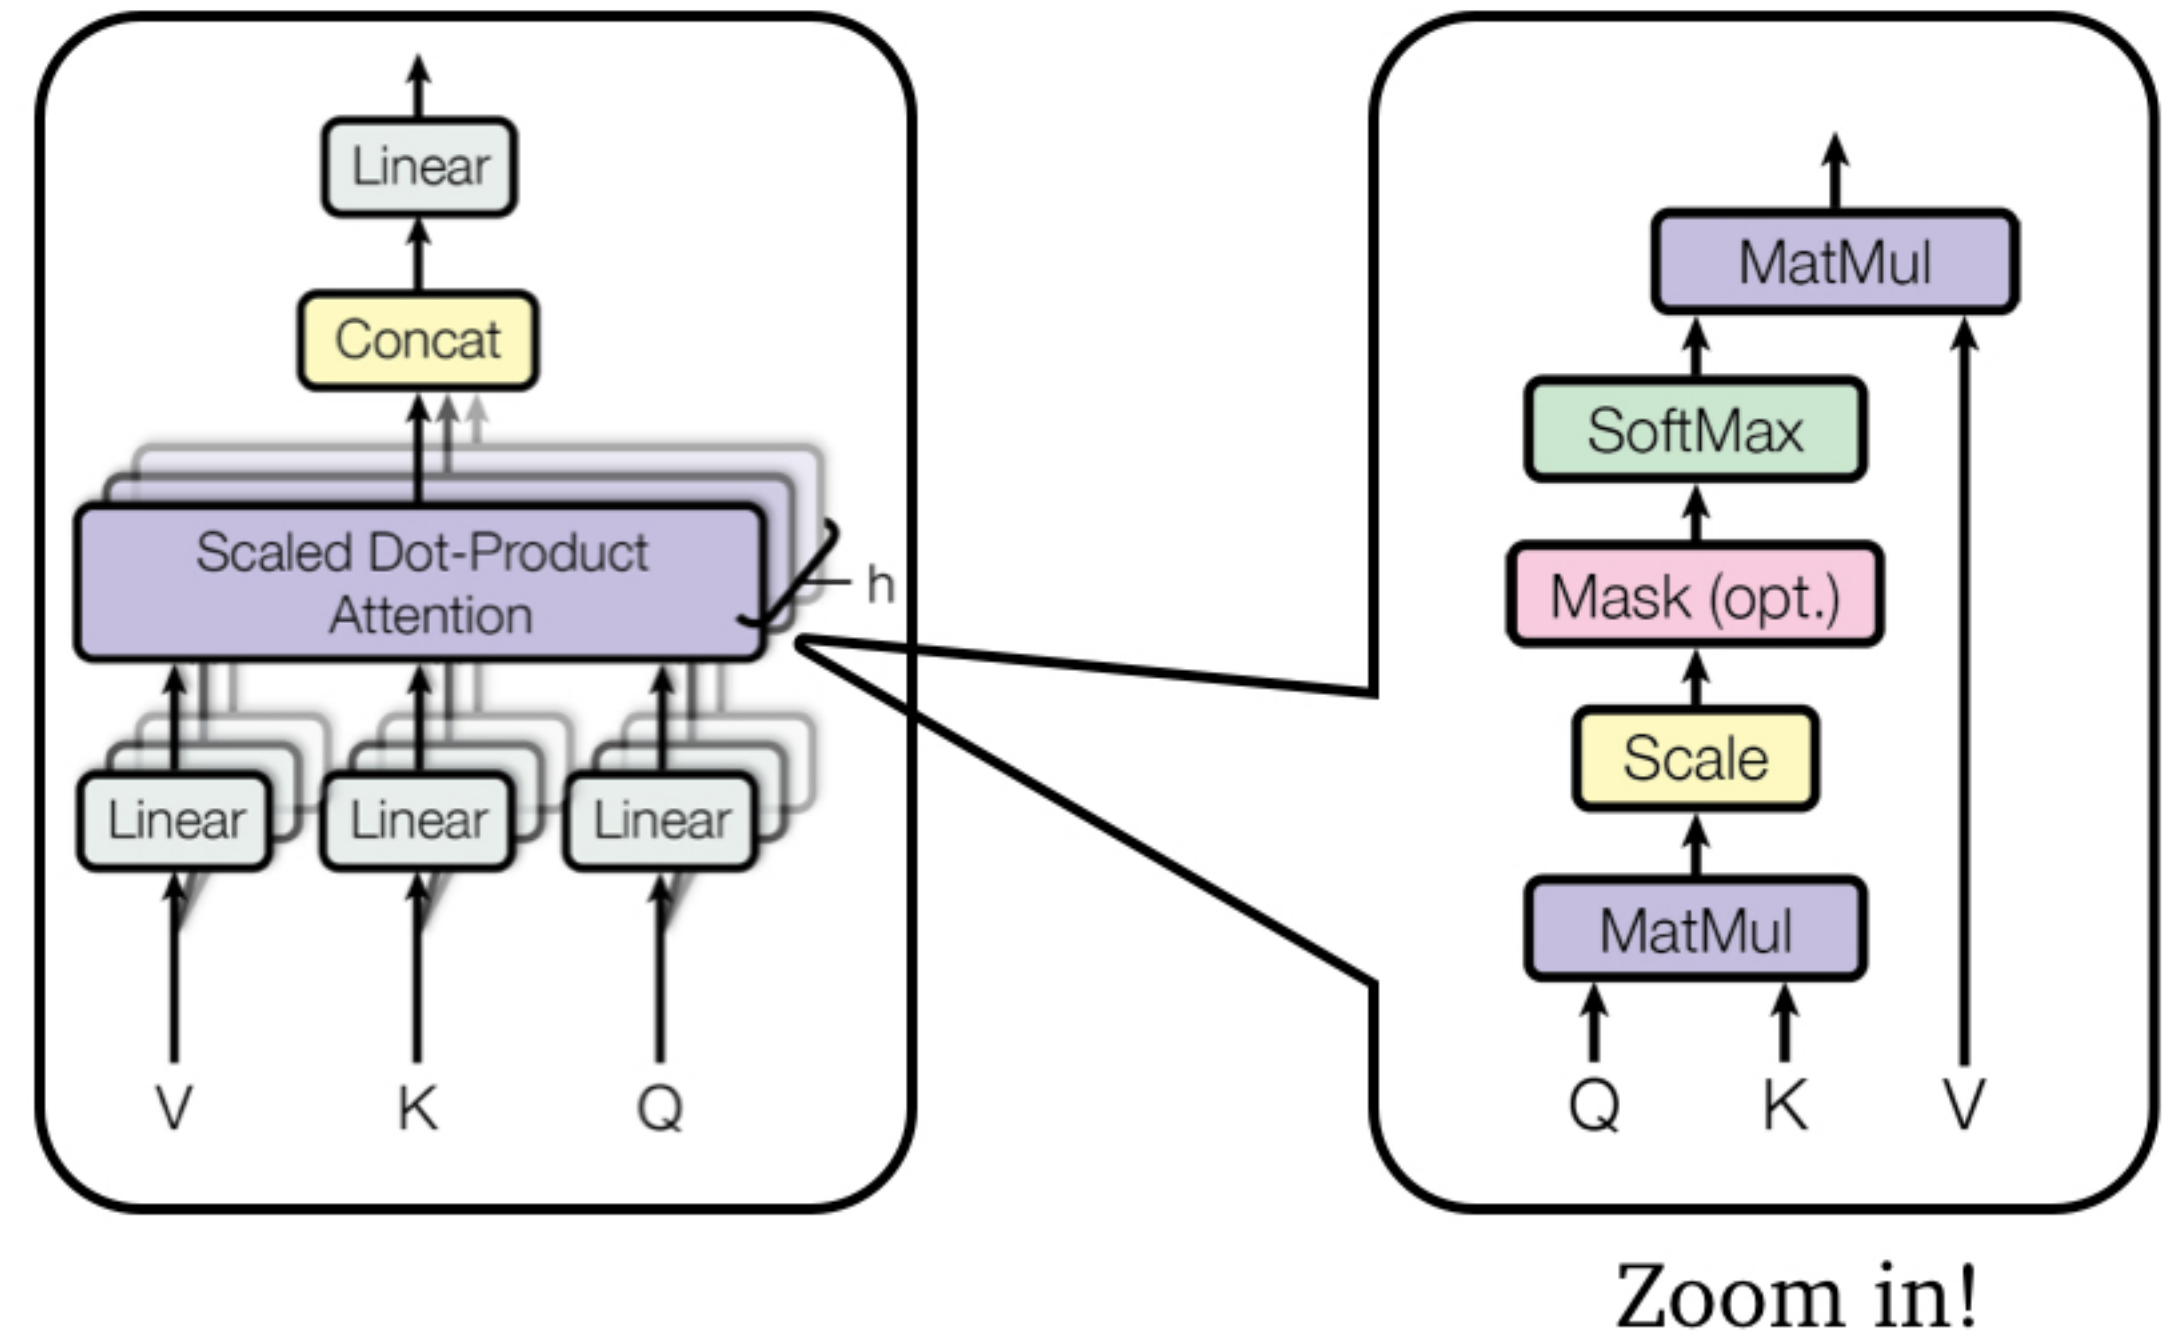 Linear
Concat
Scaled Dot-Product
Attention
h
Linear Linear Linear
V K Q
MatMul
SoftMax
Mask (opt.)
Scale
MatMul
Q K V
Zoom in!